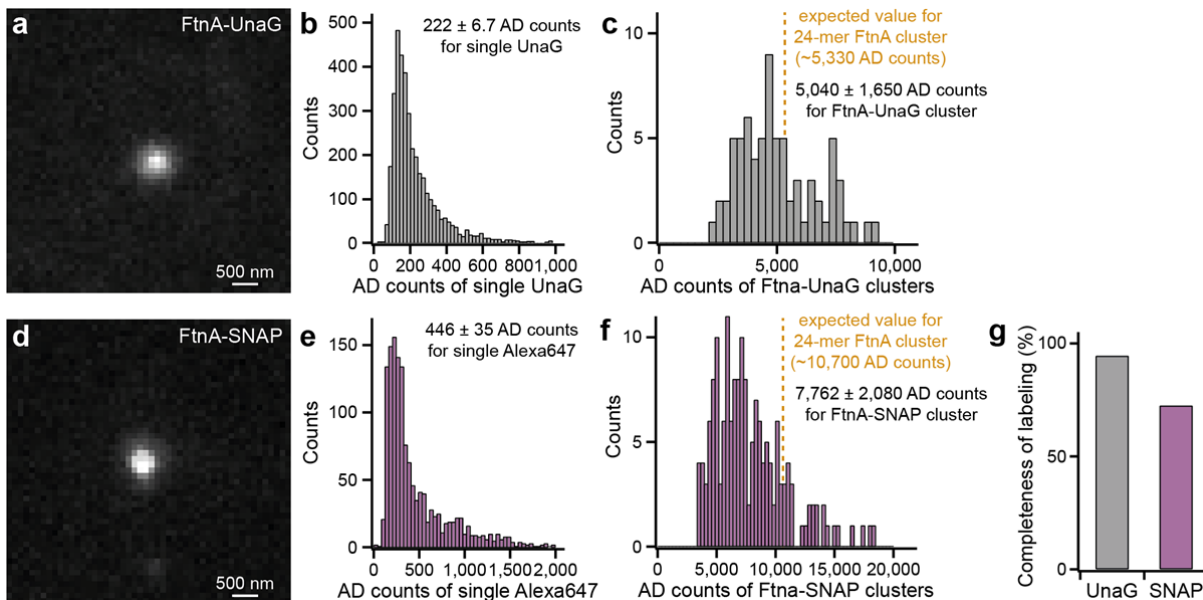 a
FtnA-UnaG
500 nm
b
222 ± 6.7 AD counts
for single UnaG
Counts
500
400
300
200
100
0
0 200 400 600 800 1,000
AD counts of single UnaG
c
expected value for
24-mer FtnA cluster
(~5,330 AD counts)
5,040 ± 1,650 AD counts
for FtnA-UnaG cluster
Counts
10
5
0
0 5,000 10,000
AD counts of Ftna-UnaG clusters
d
FtnA-SNAP
500 nm
e
446 ± 35 AD counts
for single Alexa647
Counts
150
100
50
0
0 500 1,000 1,500 2,000
AD counts of single Alexa647
f
expected value for
24-mer FtnA cluster
(~10,700 AD counts)
7,762 ± 2,080 AD counts
for FtnA-SNAP cluster
Counts
10
5
0
0 5,000 10,000 15,000 20,000
AD counts of Ftna-SNAP clusters
g
Completeness of labeling (%)
100
50
0
UnaG SNAP